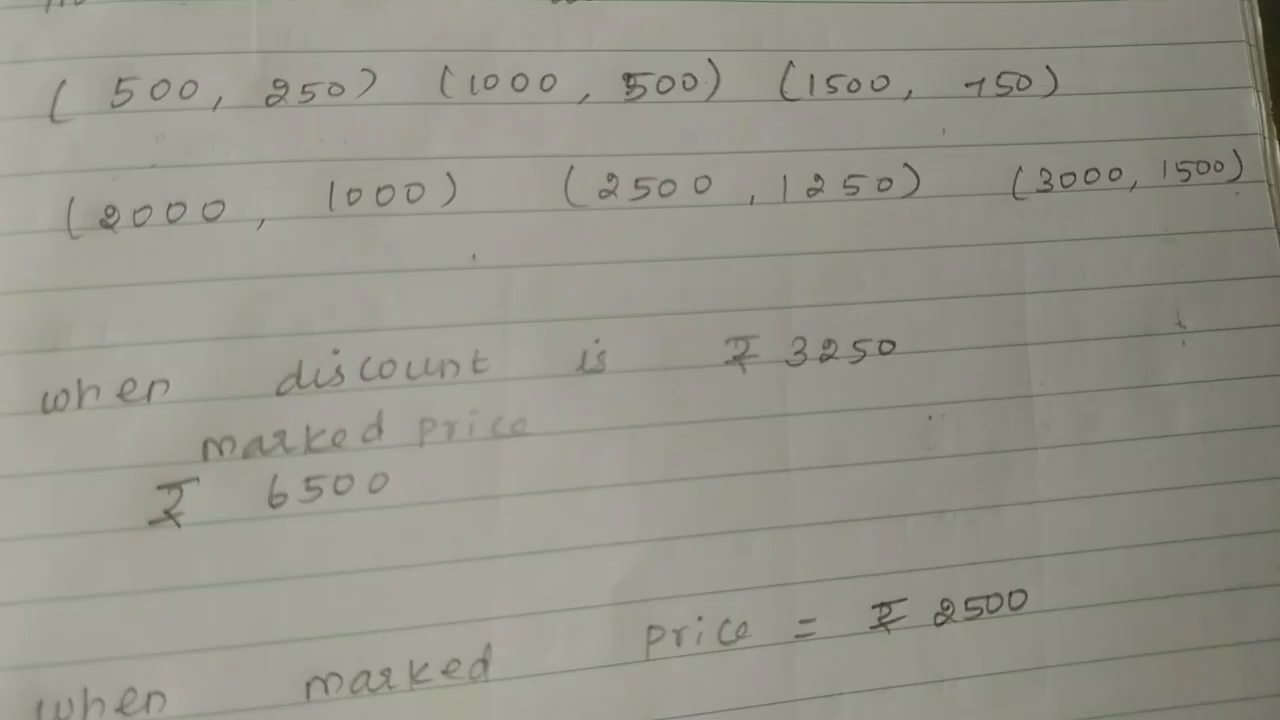 ( 500, 250) (1000, 500) (1500, 750)
(2000, 1000) (2500, 1250) (3000, 1500)
when discount is ₹ 3250
marked price
₹ 6500
when marked price = ₹ 2500